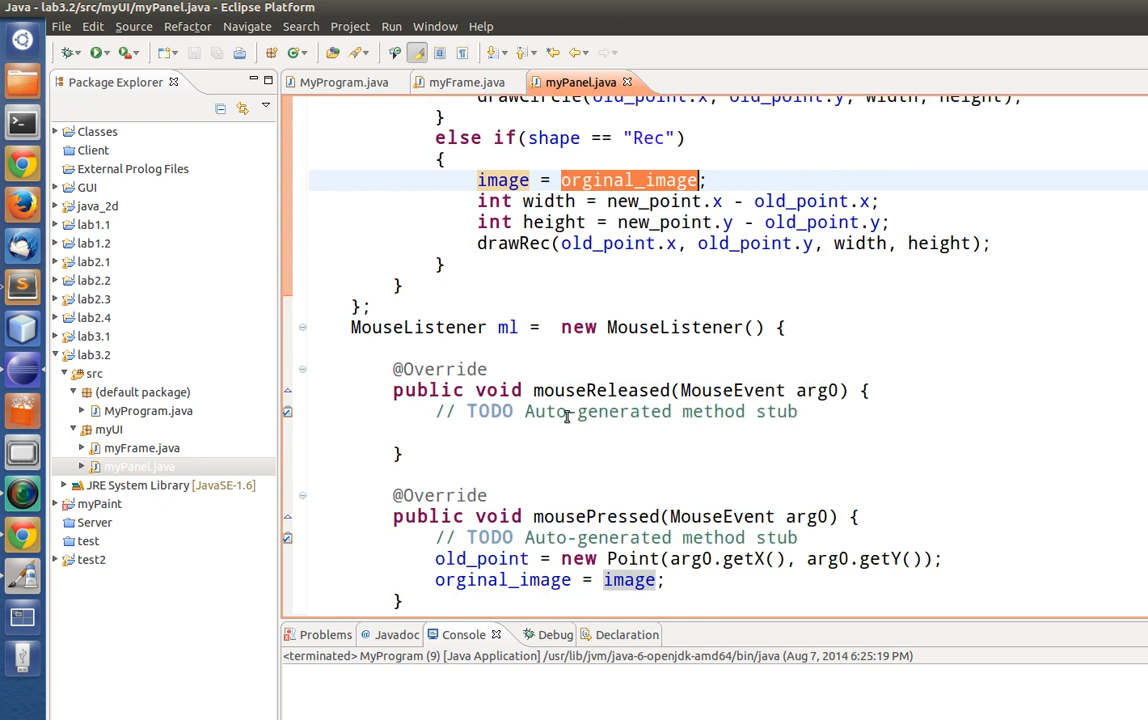 Java - lab3.2/src/myUI/myPanel.java - Eclipse Platform
File Edit Source Refactor Navigate Search Project Run Window Help
Package Explorer
MyProgram.java myFrame.java myPanel.java
Classes
Client
External Prolog Files
GUI
java_2d
lab1.1
lab1.2
lab2.1
lab2.2
lab2.3
lab2.4
lab3.1
lab3.2
src
(default package)
MyProgram.java
myUI
myFrame.java
myPanel.java
JRE System Library [JavaSE-1.6]
myPaint
Server
test
test2
drawCircle(old_point.x, old_point.y, width, height);
}
else if(shape == "Rec")
{
image = orginal_image;
int width = new_point.x - old_point.x;
int height = new_point.y - old_point.y;
drawRec(old_point.x, old_point.y, width, height);
}
}
};
MouseListener ml =  new MouseListener() {
@Override
public void mouseReleased(MouseEvent arg0) {
// TODO Auto-generated method stub
}
@Override
public void mousePressed(MouseEvent arg0) {
// TODO Auto-generated method stub
old_point = new Point(arg0.getX(), arg0.getY());
orginal_image = image;
}
Problems @ Javadoc Console Debug Declaration
<terminated> MyProgram (9) [Java Application] /usr/lib/jvm/java-6-openjdk-amd64/bin/java (Aug 7, 2014 6:25:19 PM)